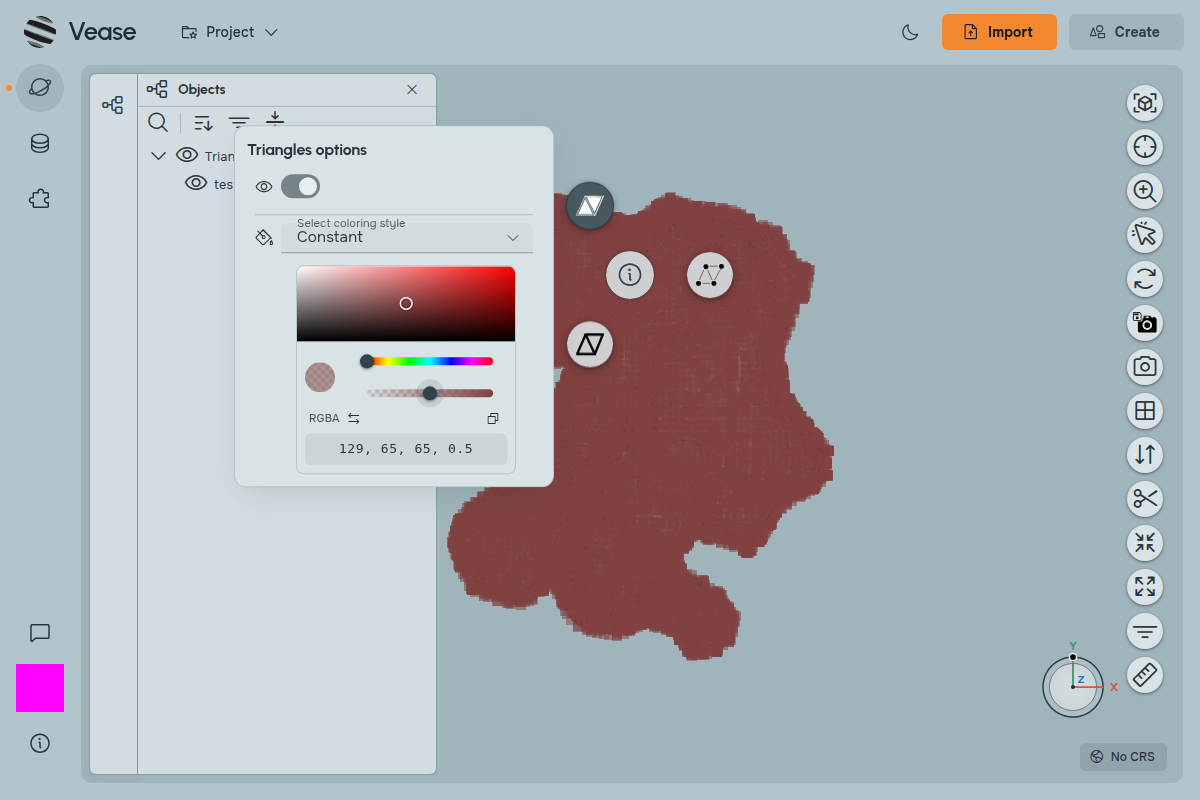 Vease
Project
Import
Create
Objects
Trian
tes
Triangles options
Select coloring style
Constant
RGBA
129, 65, 65, 0.5
Y
Z
X
No CRS